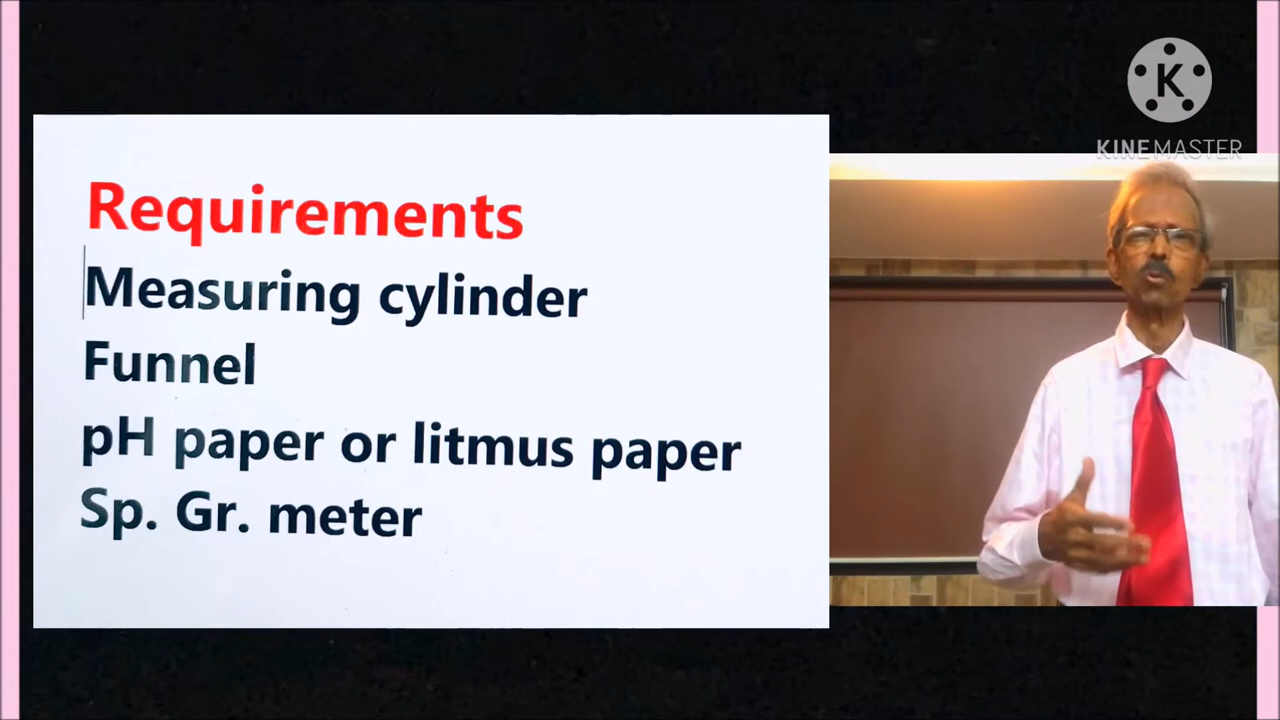 Requirements
Measuring cylinder
Funnel
pH paper or litmus paper
Sp. Gr. meter
K
KINEMASTER